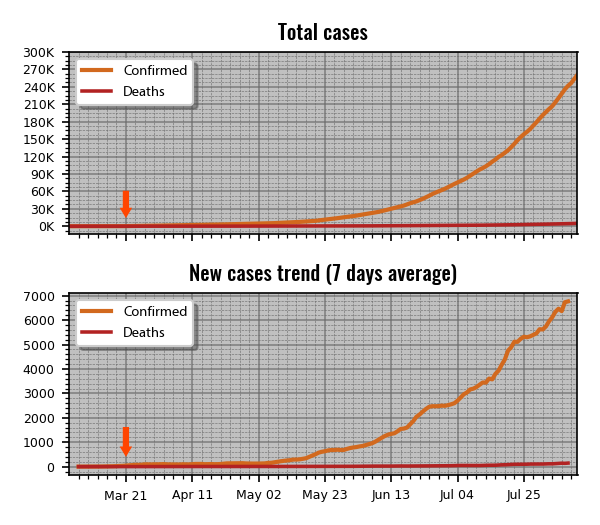 Total cases
300K
270K
240K
210K
180K
150K
120K
90K
60K
30K
0K
Confirmed
Deaths
New cases trend (7 days average)
7000
6000
5000
4000
3000
2000
1000
0
Confirmed
Deaths
Mar 21 Apr 11 May 02 May 23 Jun 13 Jul 04 Jul 25